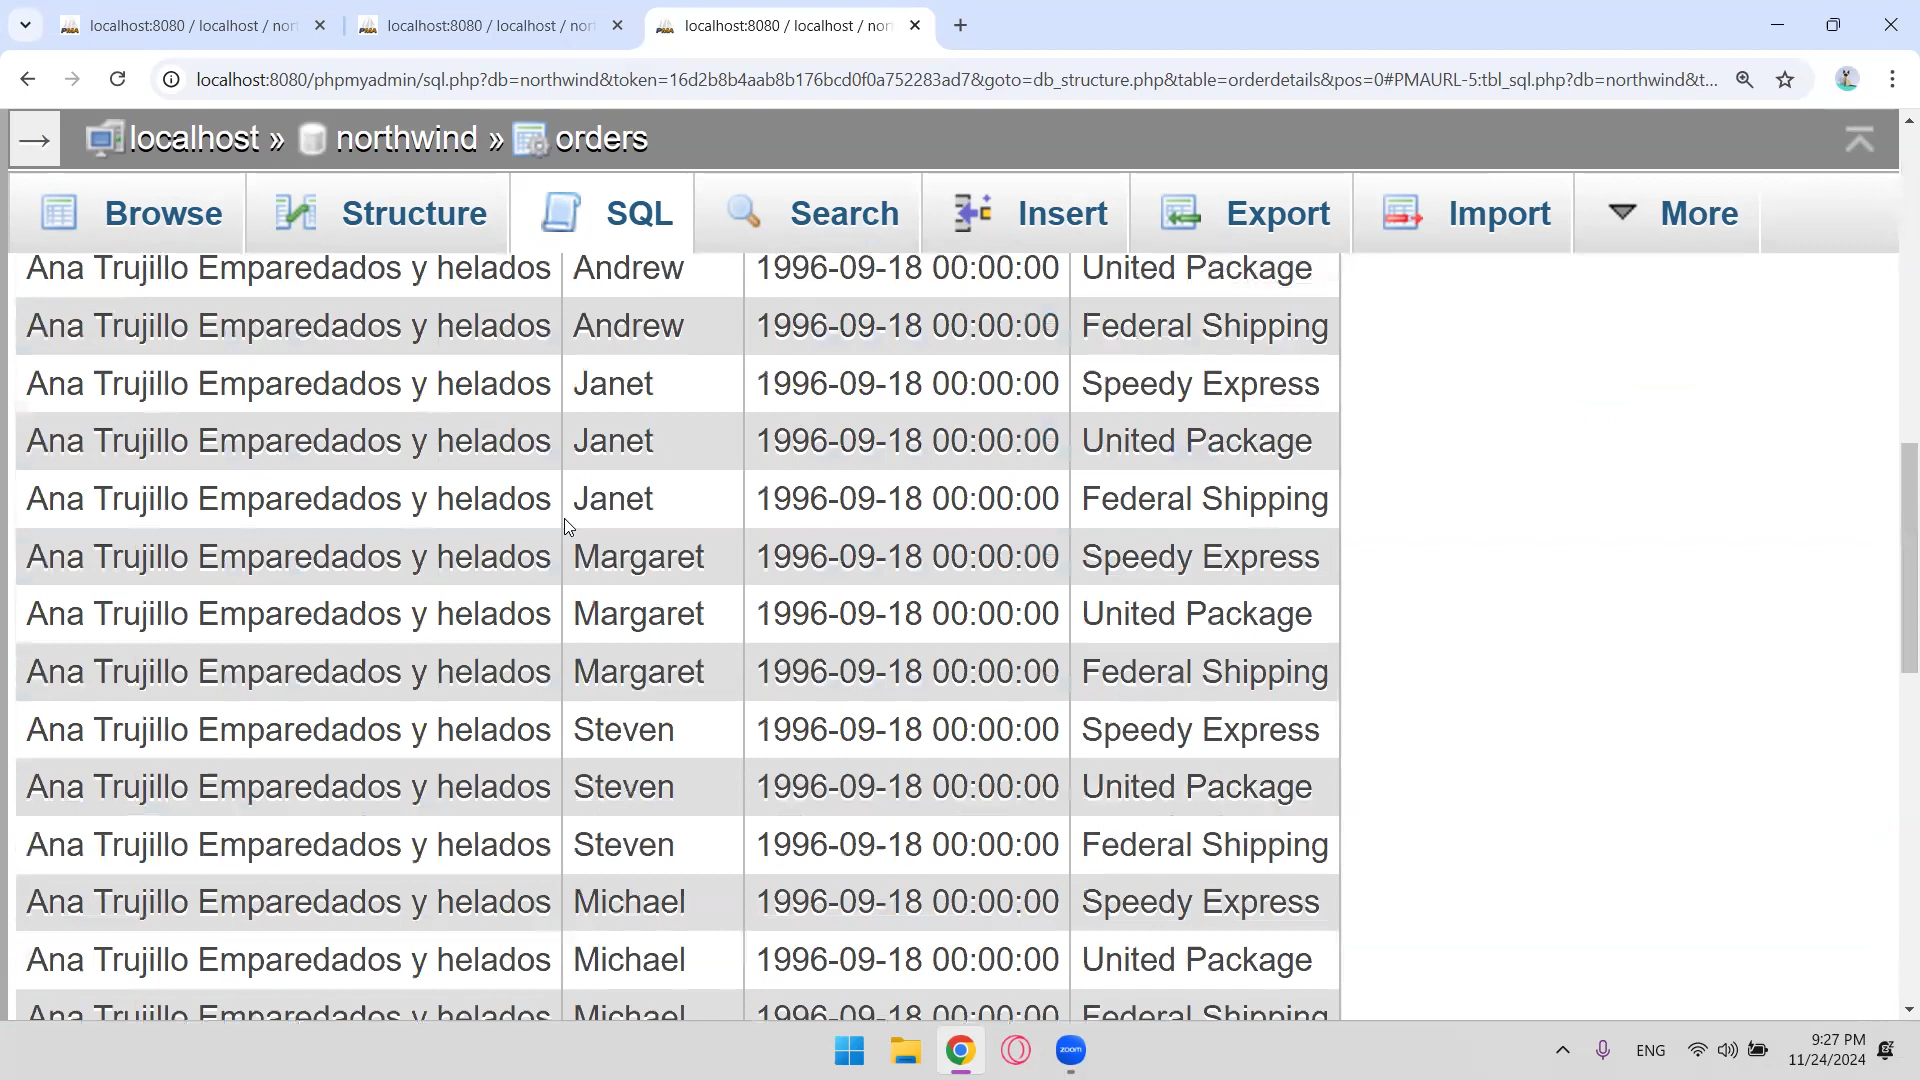 localhost:8080 / localhost / nor
localhost:8080 / localhost / nor
localhost:8080 / localhost / nor
localhost:8080/phpmyadmin/sql.php?db=northwind&token=16d2b8b4aab8b176bcd0f0a752283ad7&goto=db_structure.php&table=orderdetails&pos=0#PMAURL-5:tbl_sql.php?db=northwind&t...
localhost » northwind » orders
Browse Structure SQL Search Insert Export Import More
Ana Trujillo Emparedados y helados Andrew 1996-09-18 00:00:00 United Package
Ana Trujillo Emparedados y helados Andrew 1996-09-18 00:00:00 Federal Shipping
Ana Trujillo Emparedados y helados Janet 1996-09-18 00:00:00 Speedy Express
Ana Trujillo Emparedados y helados Janet 1996-09-18 00:00:00 United Package
Ana Trujillo Emparedados y helados Janet 1996-09-18 00:00:00 Federal Shipping
Ana Trujillo Emparedados y helados Margaret 1996-09-18 00:00:00 Speedy Express
Ana Trujillo Emparedados y helados Margaret 1996-09-18 00:00:00 United Package
Ana Trujillo Emparedados y helados Margaret 1996-09-18 00:00:00 Federal Shipping
Ana Trujillo Emparedados y helados Steven 1996-09-18 00:00:00 Speedy Express
Ana Trujillo Emparedados y helados Steven 1996-09-18 00:00:00 United Package
Ana Trujillo Emparedados y helados Steven 1996-09-18 00:00:00 Federal Shipping
Ana Trujillo Emparedados y helados Michael 1996-09-18 00:00:00 Speedy Express
Ana Trujillo Emparedados y helados Michael 1996-09-18 00:00:00 United Package
Ana Trujillo Emparedados y helados Michael 1996-09-18 00:00:00 Federal Shipping
zoom
ENG
9:27 PM
11/24/2024